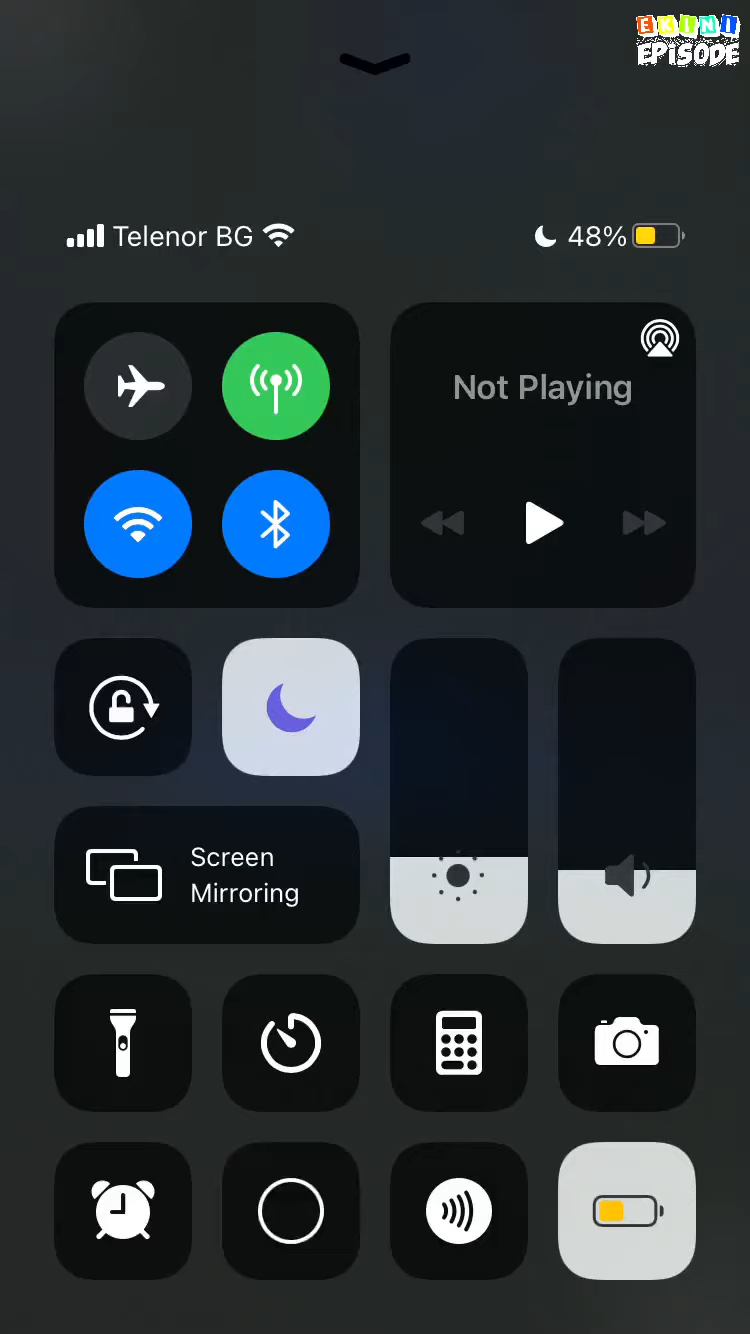 EKINI
EPISODE
Telenor BG
48%
Not Playing
Screen
Mirroring